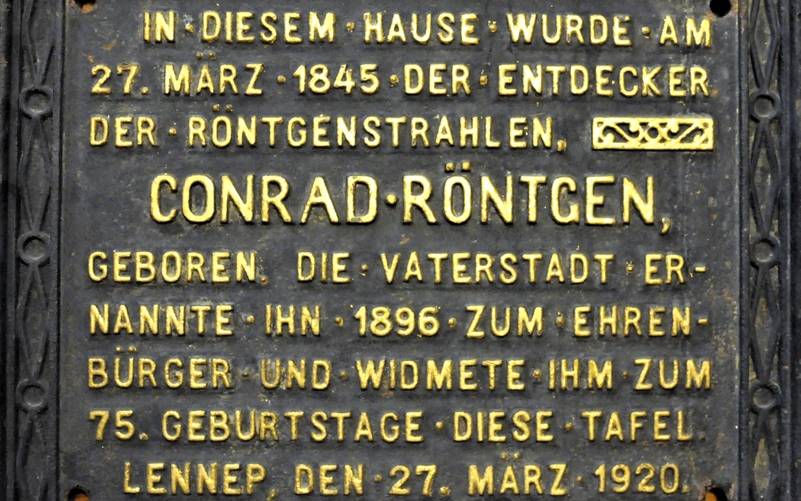 IN·DIESEM·HAUSE·WURDE·AM
27. MÄRZ·1845·DER·ENTDECKER
DER·RÖNTGENSTRAHLEN,
CONRAD·RÖNTGEN,
GEBOREN. DIE·VATERSTADT·ER-
NANNTE·IHN·1896·ZUM·EHREN-
BÜRGER·UND·WIDMETE·IHM·ZUM
75. GEBURTSTAGE·DIESE·TAFEL.
LENNEP, DEN·27. MÄRZ·1920.